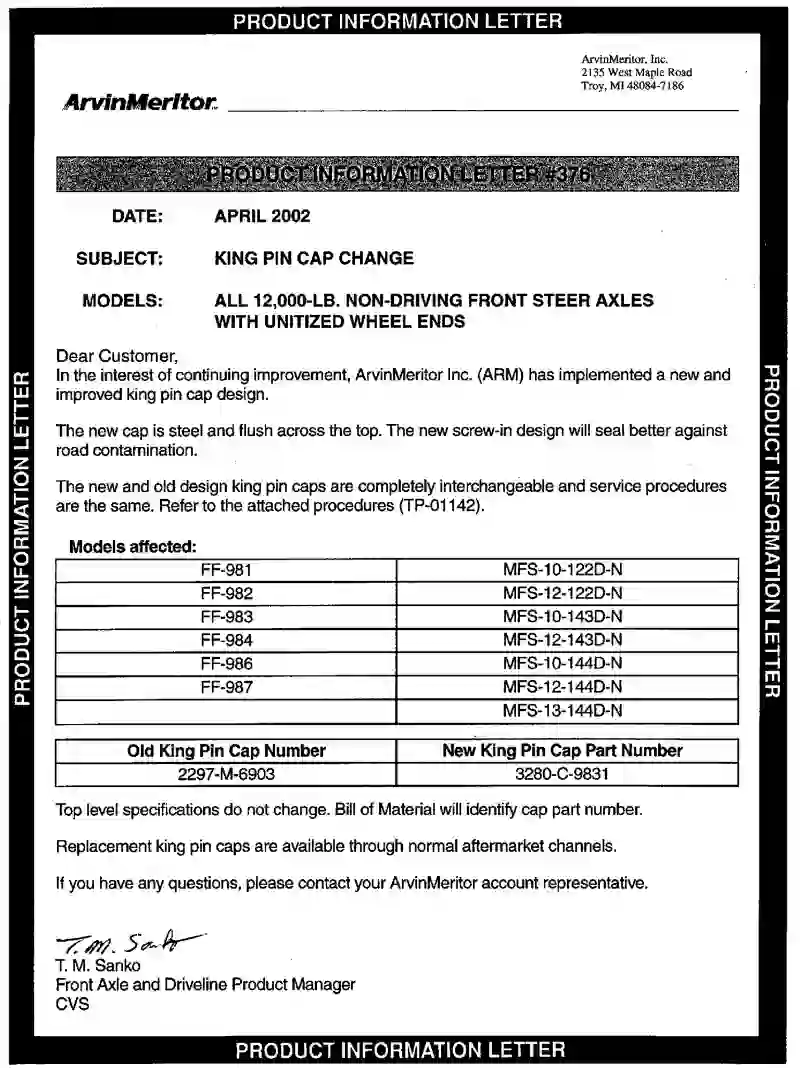 PRODUCT INFORMATION LETTER
ArvinMeritor, Inc.
2135 West Maple Road
Troy, MI 48084-7186
ArvinMeritor
PRODUCT INFORMATION LETTER #376
DATE: APRIL 2002
SUBJECT: KING PIN CAP CHANGE
MODELS: ALL 12,000-LB. NON-DRIVING FRONT STEER AXLES
WITH UNITIZED WHEEL ENDS
Dear Customer,
In the interest of continuing improvement, ArvinMeritor Inc. (ARM) has implemented a new and
improved king pin cap design.
The new cap is steel and flush across the top. The new screw-in design will seal better against
road contamination.
The new and old design king pin caps are completely interchangeable and service procedures
are the same. Refer to the attached procedures (TP-01142).
Models affected:
FF-981 MFS-10-122D-N
FF-982 MFS-12-122D-N
FF-983 MFS-10-143D-N
FF-984 MFS-12-143D-N
FF-986 MFS-10-144D-N
FF-987 MFS-12-144D-N
MFS-13-144D-N
Old King Pin Cap Number New King Pin Cap Part Number
2297-M-6903 3280-C-9831
Top level specifications do not change. Bill of Material will identify cap part number.
Replacement king pin caps are available through normal aftermarket channels.
If you have any questions, please contact your ArvinMeritor account representative.
T. M. Sanko
T. M. Sanko
Front Axle and Driveline Product Manager
CVS
PRODUCT INFORMATION LETTER
PRODUCT INFORMATION LETTER
PRODUCT INFORMATION LETTER